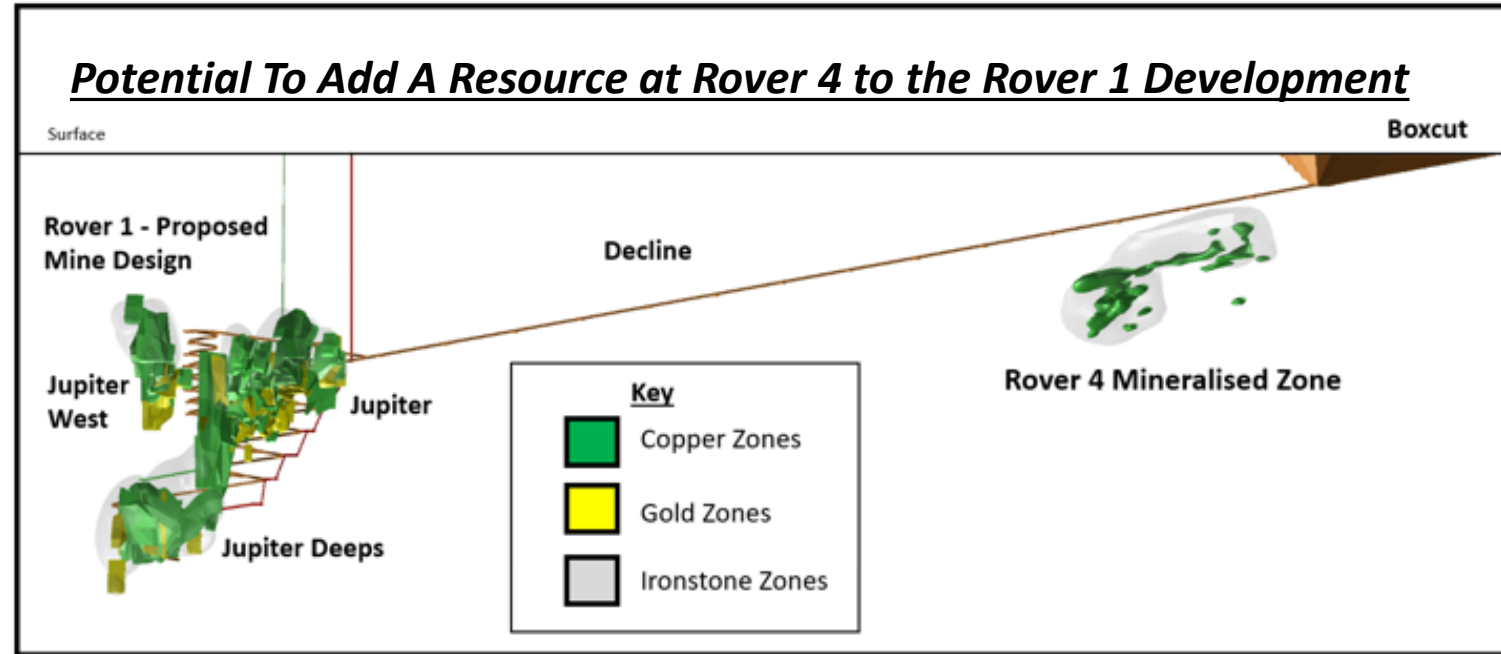 Potential To Add A Resource at Rover 4 to the Rover 1 Development
Surface
Boxcut
Rover 1 - Proposed
Mine Design
Decline
Jupiter
West
Jupiter
Rover 4 Mineralised Zone
Jupiter Deeps
Key
Copper Zones
Gold Zones
Ironstone Zones